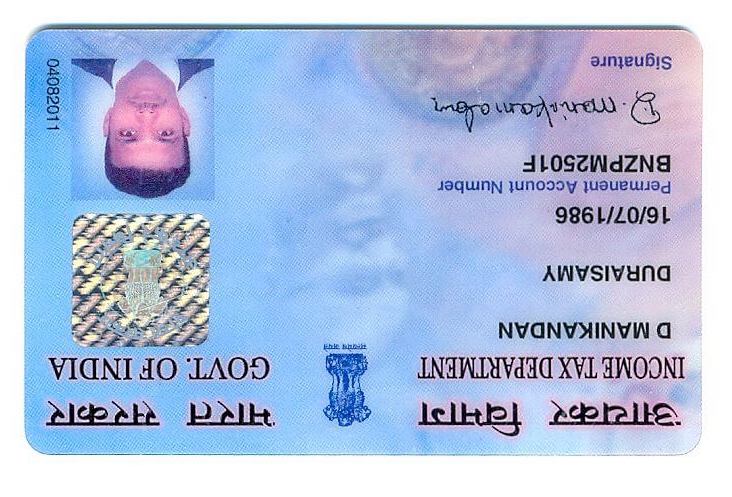 आयकर विभाग
INCOME TAX DEPARTMENT
भारत सरकार
GOVT. OF INDIA
D MANIKANDAN
DURAISAMY
16/07/1986
Permanent Account Number
BNZPM2501F
D. Manikandan
Signature
04082011